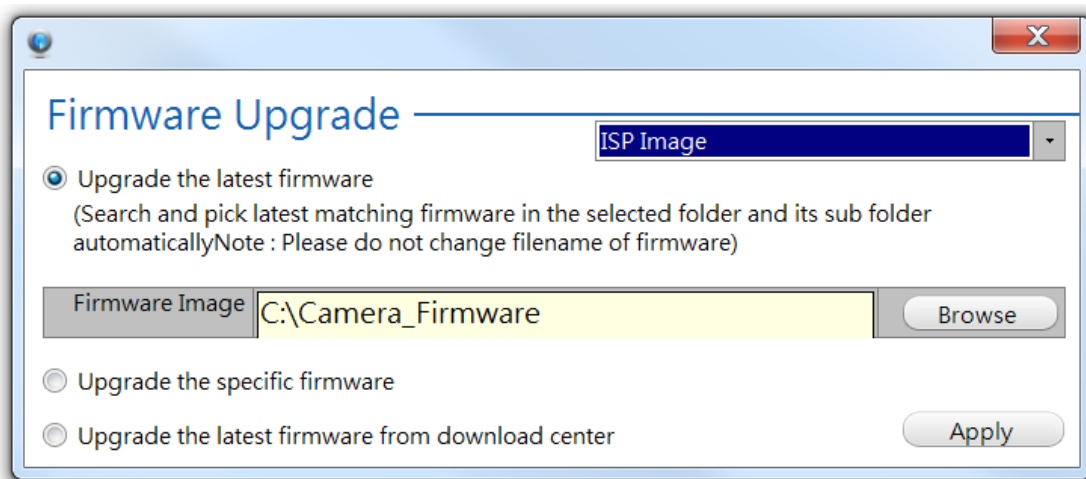 Firmware Upgrade
ISP Image
Upgrade the latest firmware
(Search and pick latest matching firmware in the selected folder and its sub folder
automaticallyNote : Please do not change filename of firmware)
Firmware Image
C:\Camera_Firmware
Browse
Upgrade the specific firmware
Upgrade the latest firmware from download center
Apply